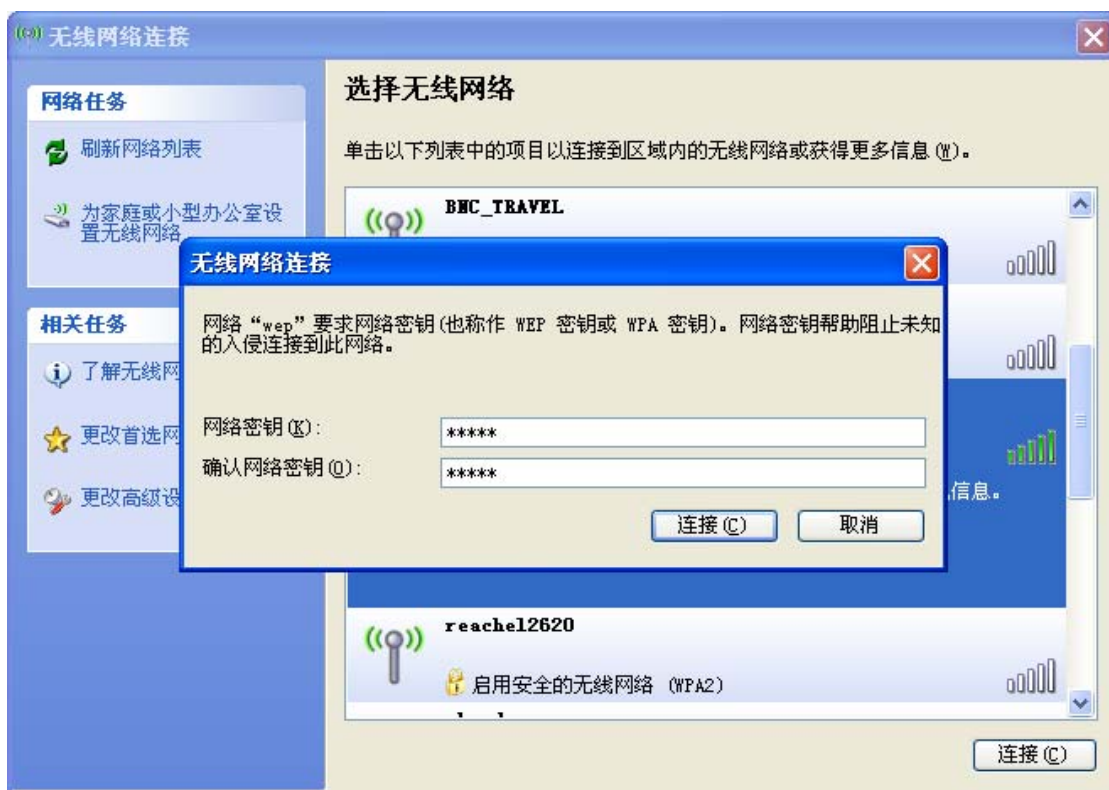 无线网络连接
网络任务
刷新网络列表
为家庭或小型办公室设
置无线网络
相关任务
了解无线网
更改首选网
更改高级设
选择无线网络
单击以下列表中的项目以连接到区域内的无线网络或获得更多信息(W)。
BNC_TRAVEL
无线网络连接
网络“wep”要求网络密钥(也称作 WEP 密钥或 WPA 密钥)。网络密钥帮助阻止未知
的入侵连接到此网络。
网络密钥(K):
*****
确认网络密钥(O):
*****
连接(C)
取消
信息。
reachel2620
启用安全的无线网络 (WPA2)
连接(C)